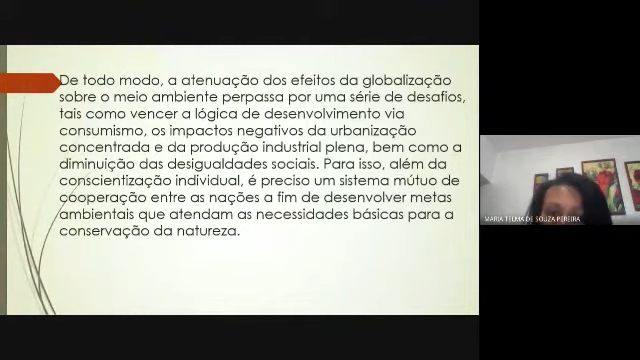 De todo modo, a atenuação dos efeitos da globalização
sobre o meio ambiente perpassa por uma série de desafios,
tais como vencer a lógica de desenvolvimento via
consumismo, os impactos negativos da urbanização
concentrada e da produção industrial plena, bem como a
diminuição das desigualdades sociais. Para isso, além da
conscientização individual, é preciso um sistema mútuo de
cooperação entre as nações a fim de desenvolver metas
ambientais que atendam as necessidades básicas para a
conservação da natureza.
MARIA TELMA DE SOUZA PEREIRA